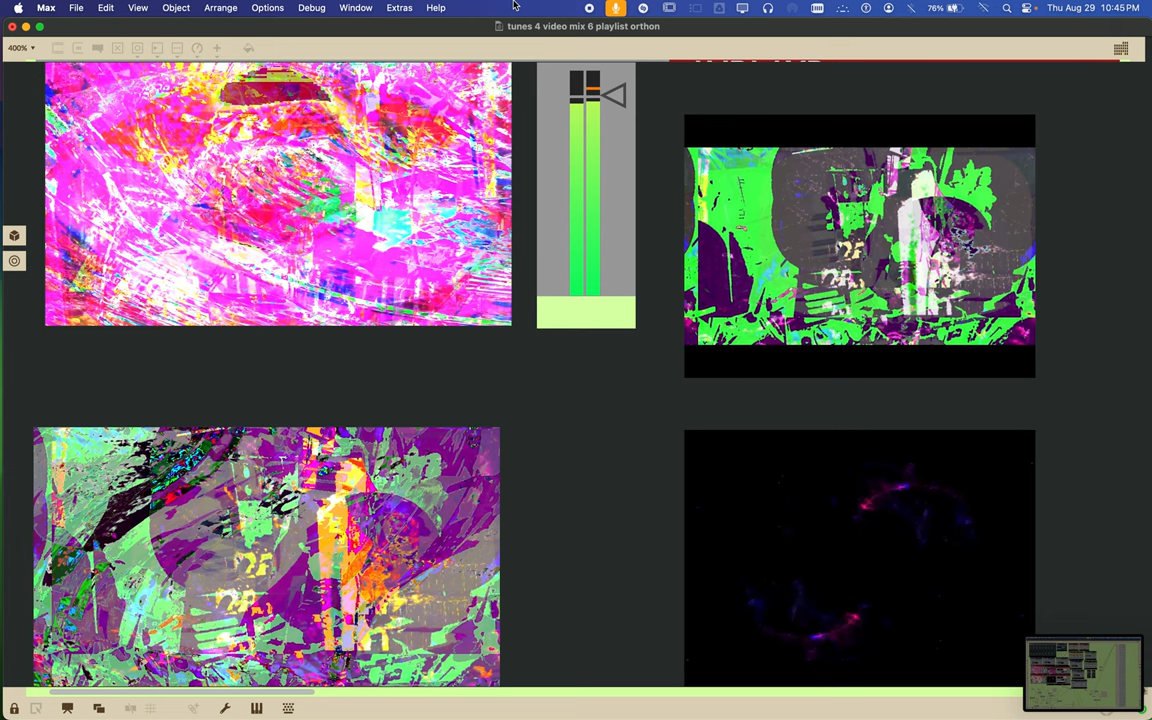 Max File Edit View Object Arrange Options Debug Window Extras Help 76% Thu Aug 29 10:45 PM
tunes 4 video mix 6 playlist orthon
400%